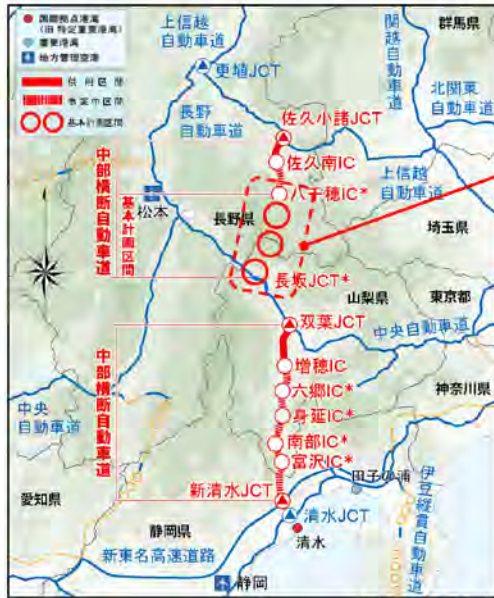 国際拠点港湾
(旧 特定重要港湾)
重要港湾
地方管理空港
供用区間
事業中区間
基本計画区間
上信越
自動車道
更埴JCT
関越自動車道
群馬県
北関東
自動車道
長野
自動車道
佐久小諸JCT
佐久南IC
上信越
自動車道
八千穂IC*
中部横断自動車道
基本計画区間
松本
長野県
埼玉県
長坂JCT*
山梨県
東京都
双葉JCT
中央自動車道
中部横断自動車道
増穂IC
六郷IC*
神奈川県
身延IC*
中央
自動車道
南部IC*
富沢IC*
田子の浦
新清水JCT
愛知県
清水JCT
静岡県
清水
伊豆縦貫自動車道
新東名高速道路
静岡